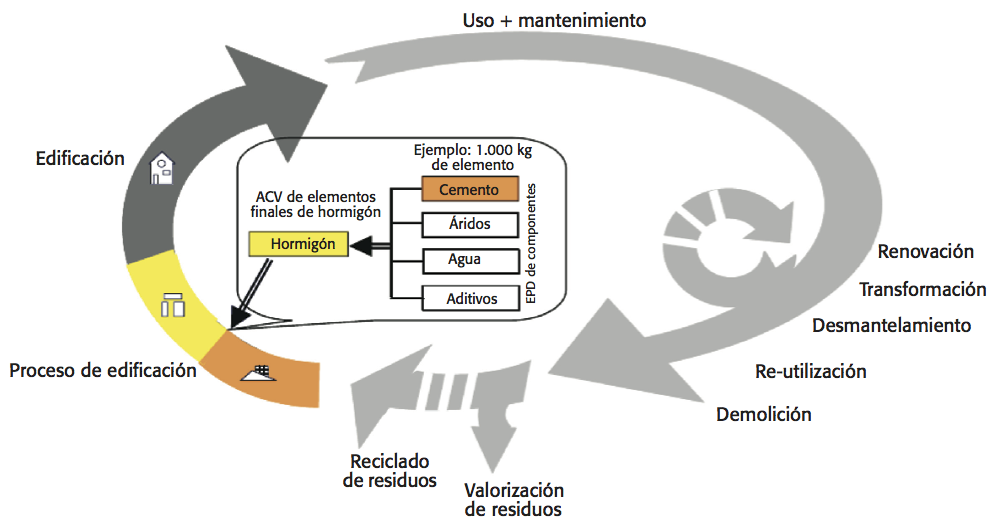 Uso + mantenimiento
Edificación
Ejemplo: 1.000 kg
de elemento
ACV de elementos
finales de hormigón
Cemento
Áridos
Hormigón
Agua
Aditivos
EPD de componentes
Renovación
Transformación
Desmantelamiento
Re-utilización
Demolición
Proceso de edificación
Reciclado
de residuos
Valorización
de residuos